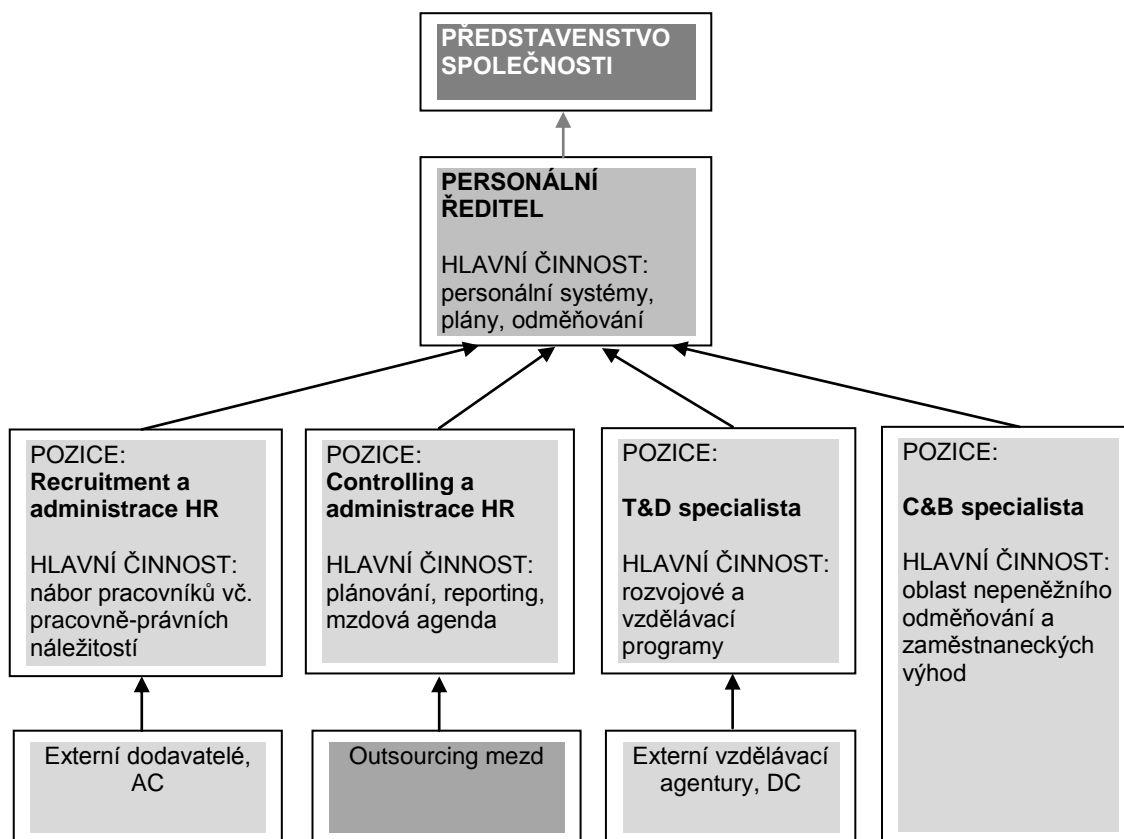 PŘEDSTAVENSTVO
SPOLEČNOSTI
PERSONÁLNÍ
ŘEDITEL
HLAVNÍ ČINNOST:
personální systémy,
plány, odměňování
POZICE:
Recruitment a
administrace HR
HLAVNÍ ČINNOST:
nábor pracovníků vč.
pracovně-právních
náležitostí
POZICE:
Controlling a
administrace HR
HLAVNÍ ČINNOST:
plánování, reporting,
mzdová agenda
POZICE:
T&D specialista
HLAVNÍ ČINNOST:
rozvojové a
vzdělávací
programy
POZICE:
C&B specialista
HLAVNÍ ČINNOST:
oblast nepeněžního
odměňování a
zaměstnaneckých
výhod
Externí dodavatelé,
AC
Outsourcing mezd
Externí vzdělávací
agentury, DC